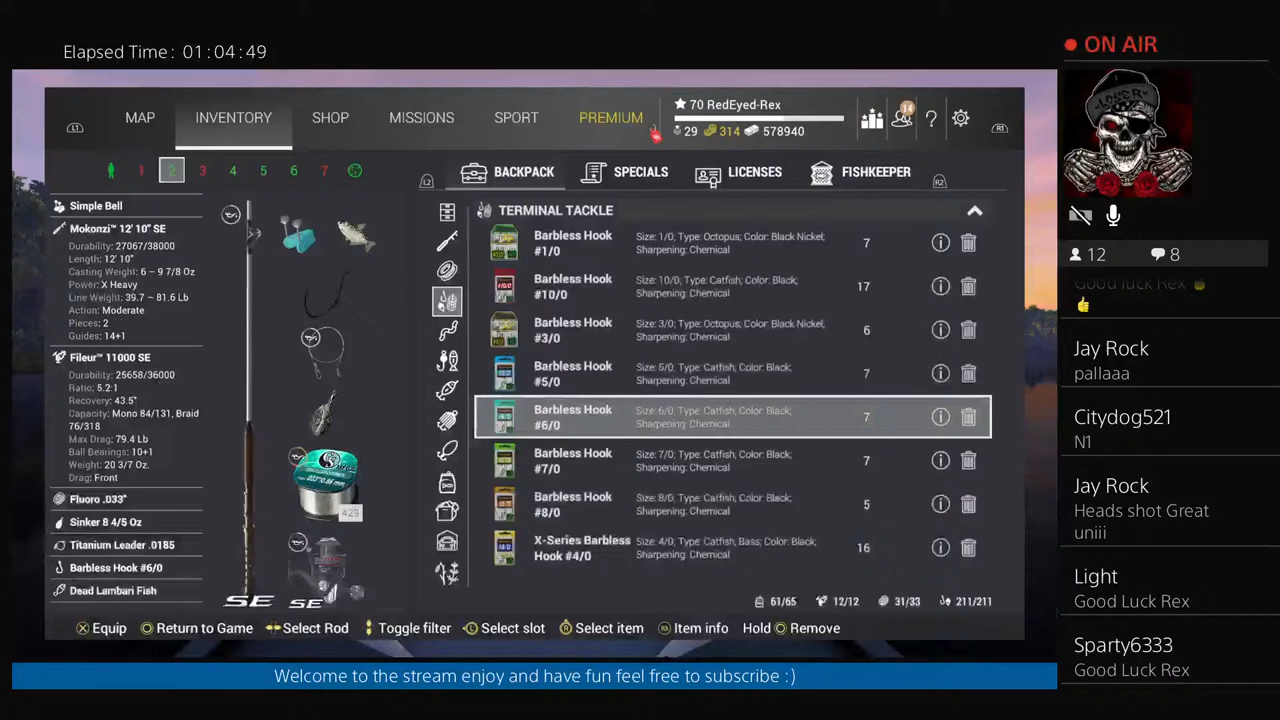 Elapsed Time: 01:04:49
ON AIR
L1
MAP
INVENTORY
SHOP
MISSIONS
SPORT
PREMIUM
70 RedEyed-Rex
29 314 578940
14
?
R1
1 2 3 4 5 6 7
L2
BACKPACK
SPECIALS
LICENSES
FISHKEEPER
R2
Simple Bell
Mokonzi™ 12' 10" SE
Durability: 27067/38000
Length: 12' 10"
Casting Weight: 6 – 9 7/8 Oz
Power: X Heavy
Line Weight: 39.7 – 81.6 Lb
Action: Moderate
Pieces: 2
Guides: 14+1
Fileur™ 11000 SE
Durability: 25658/36000
Ratio: 5.2:1
Recovery: 43.5"
Capacity: Mono 84/131, Braid
76/318
Max Drag: 79.4 Lb
Ball Bearings: 10+1
Weight: 20 3/7 Oz.
Drag: Front
Fluoro .033"
Sinker 8 4/5 Oz
Titanium Leader .0185
Barbless Hook #6/0
Dead Lambari Fish
429
SE SE
TERMINAL TACKLE
Barbless Hook
#1/0
Size: 1/0; Type: Octopus; Color: Black Nickel;
Sharpening: Chemical
7
Barbless Hook
#10/0
Size: 10/0; Type: Catfish; Color: Black;
Sharpening: Chemical
17
Barbless Hook
#3/0
Size: 3/0; Type: Octopus; Color: Black Nickel;
Sharpening: Chemical
6
Barbless Hook
#5/0
Size: 5/0; Type: Catfish; Color: Black;
Sharpening: Chemical
7
Barbless Hook
#6/0
Size: 6/0; Type: Catfish; Color: Black;
Sharpening: Chemical
7
Barbless Hook
#7/0
Size: 7/0; Type: Catfish; Color: Black;
Sharpening: Chemical
7
Barbless Hook
#8/0
Size: 8/0; Type: Catfish; Color: Black;
Sharpening: Chemical
5
X-Series Barbless
Hook #4/0
Size: 4/0; Type: Catfish, Bass; Color: Black;
Sharpening: Chemical
16
61/65 12/12 31/33 211/211
Equip Return to Game Select Rod Toggle filter Select slot Select item Item info Hold Remove
Welcome to the stream enjoy and have fun feel free to subscribe :)
12 8
Good luck Rex
Jay Rock
pallaaa
Citydog521
N1
Jay Rock
Heads shot Great
uniii
Light
Good Luck Rex
Sparty6333
Good Luck Rex